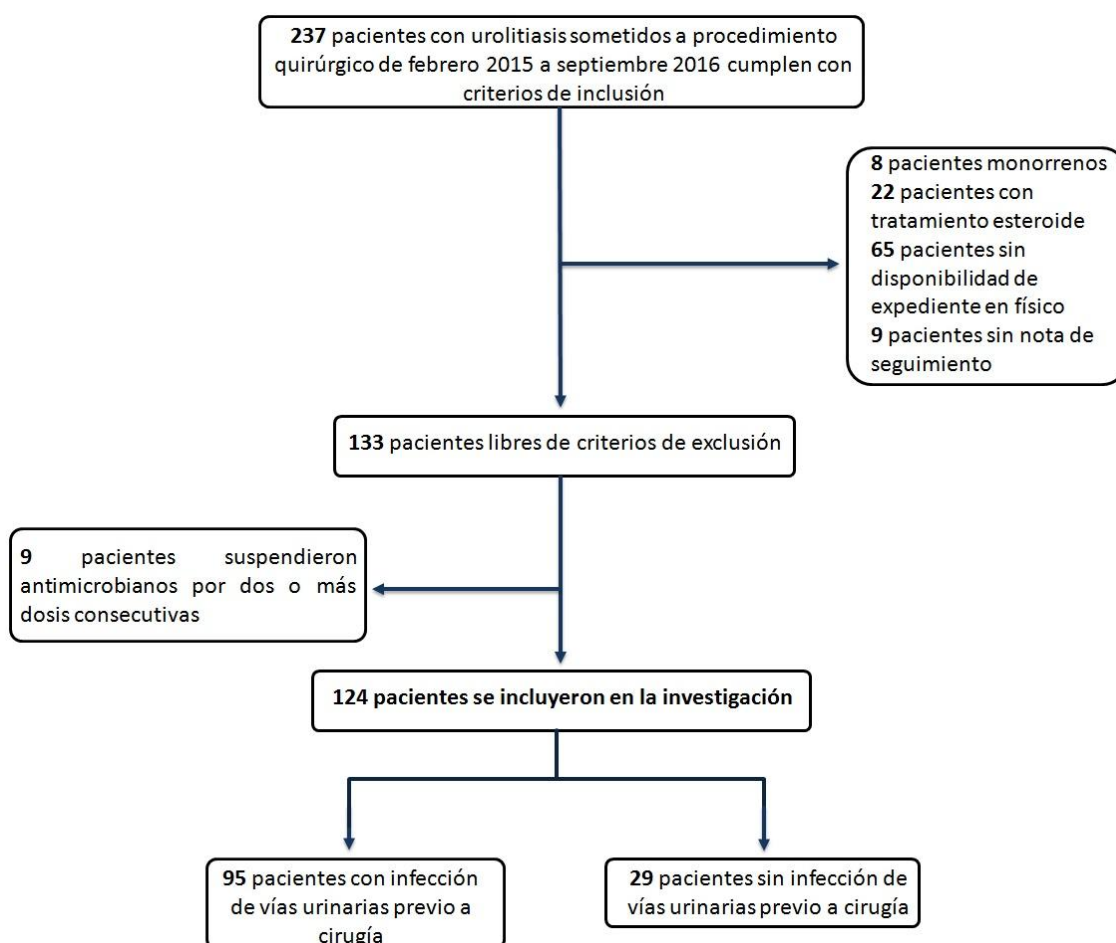 237 pacientes con urolitiasis sometidos a procedimiento
quirúrgico de febrero 2015 a septiembre 2016 cumplen con
criterios de inclusión
8 pacientes monorrenos
22 pacientes con
tratamiento esteroide
65 pacientes sin
disponibilidad de
expediente en físico
9 pacientes sin nota de
seguimiento
133 pacientes libres de criterios de exclusión
9 pacientes suspendieron
antimicrobianos por dos o más
dosis consecutivas
124 pacientes se incluyeron en la investigación
95 pacientes con infección
de vías urinarias previo a
cirugía
29 pacientes sin infección de
vías urinarias previo a cirugía